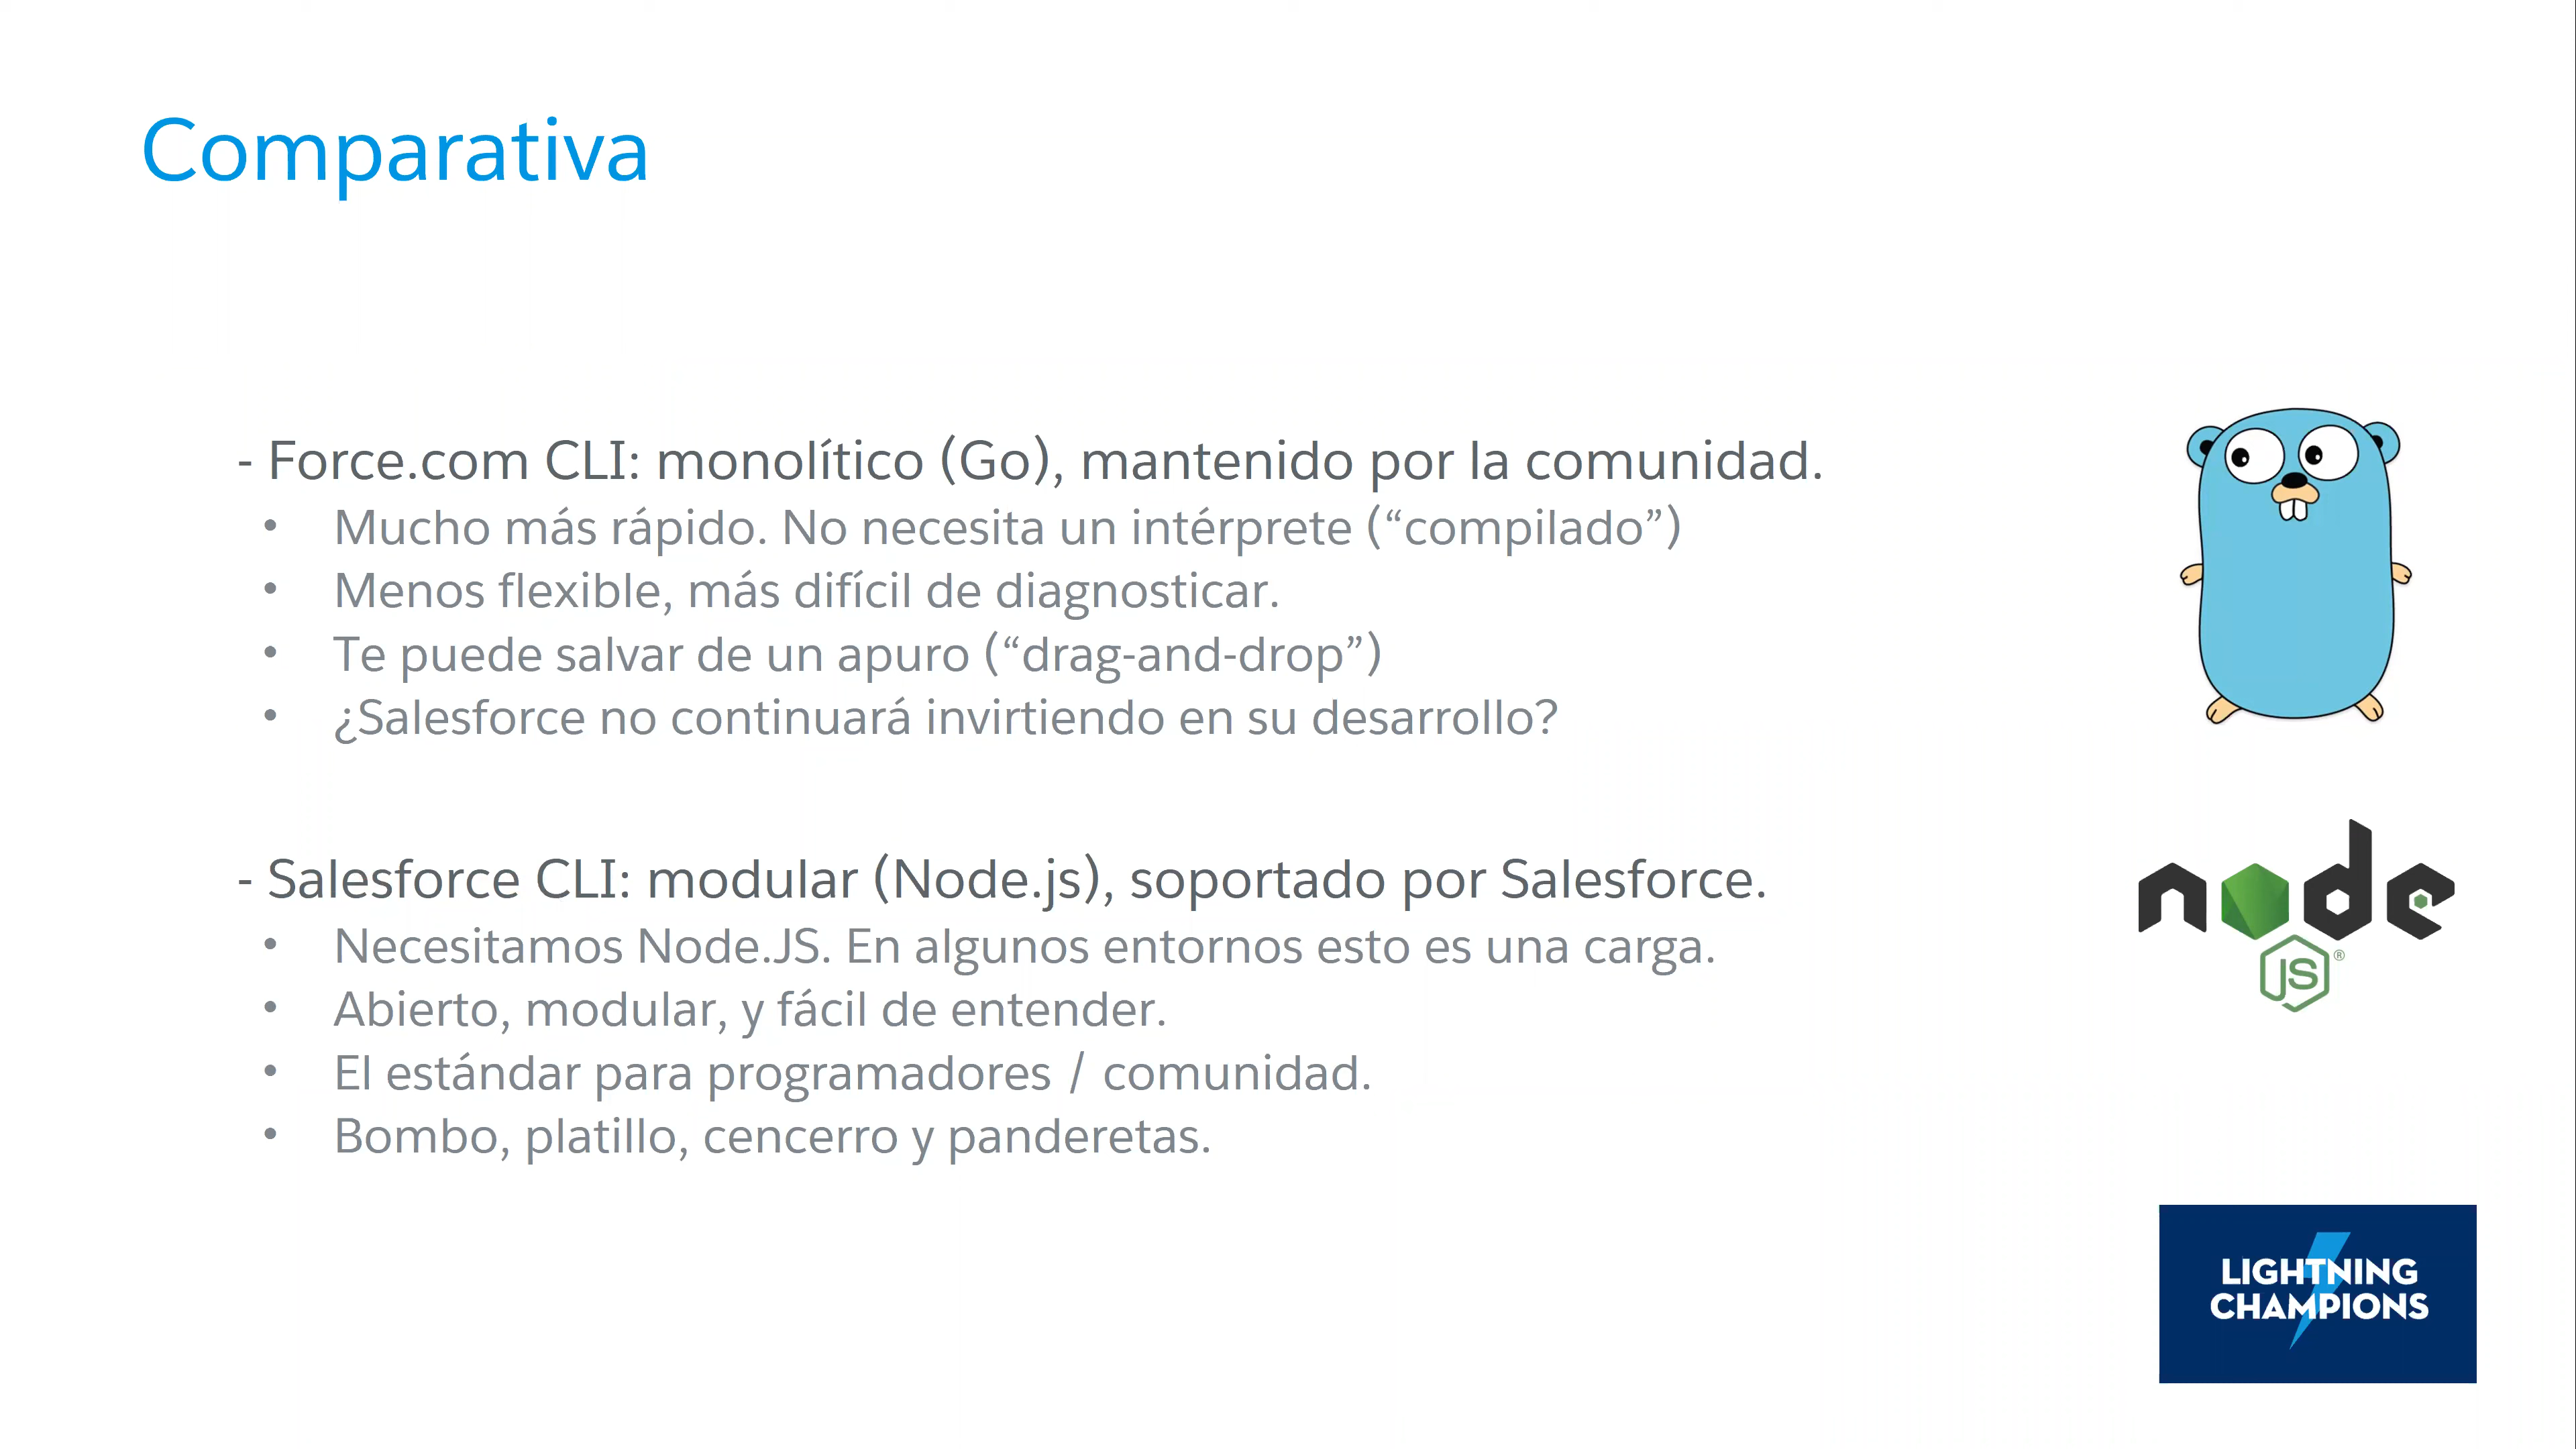 Comparativa
- Force.com CLI: monolítico (Go), mantenido por la comunidad.
• Mucho más rápido. No necesita un intérprete (“compilado”)
• Menos flexible, más difícil de diagnosticar.
• Te puede salvar de un apuro (“drag-and-drop”)
• ¿Salesforce no continuará invirtiendo en su desarrollo?
- Salesforce CLI: modular (Node.js), soportado por Salesforce.
• Necesitamos Node.JS. En algunos entornos esto es una carga.
• Abierto, modular, y fácil de entender.
• El estándar para programadores / comunidad.
• Bombo, platillo, cencerro y panderetas.
node
JS®
LIGHTNING
CHAMPIONS